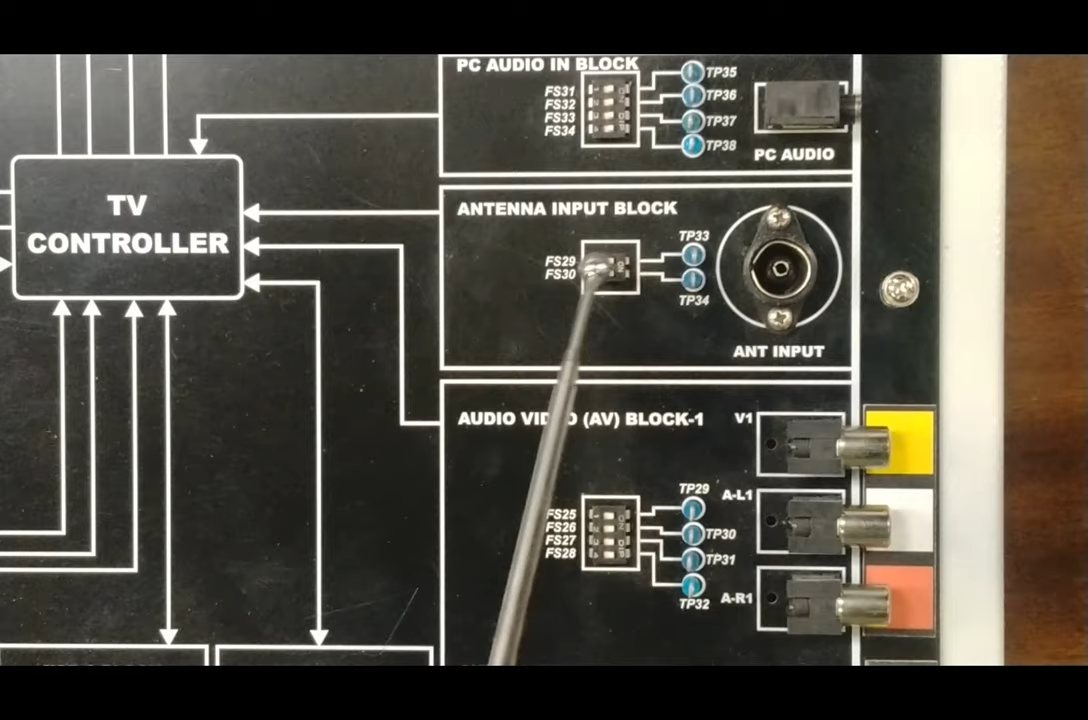 PC AUDIO IN BLOCK
FS31
FS32
FS33
FS34
TP35
TP36
TP37
TP38
PC AUDIO
TV
CONTROLLER
ANTENNA INPUT BLOCK
FS29
FS30
TP33
TP34
ANT INPUT
AUDIO VIDEO (AV) BLOCK-1
V1
A-L1
A-R1
FS25
FS26
FS27
FS28
TP29
TP30
TP31
TP32